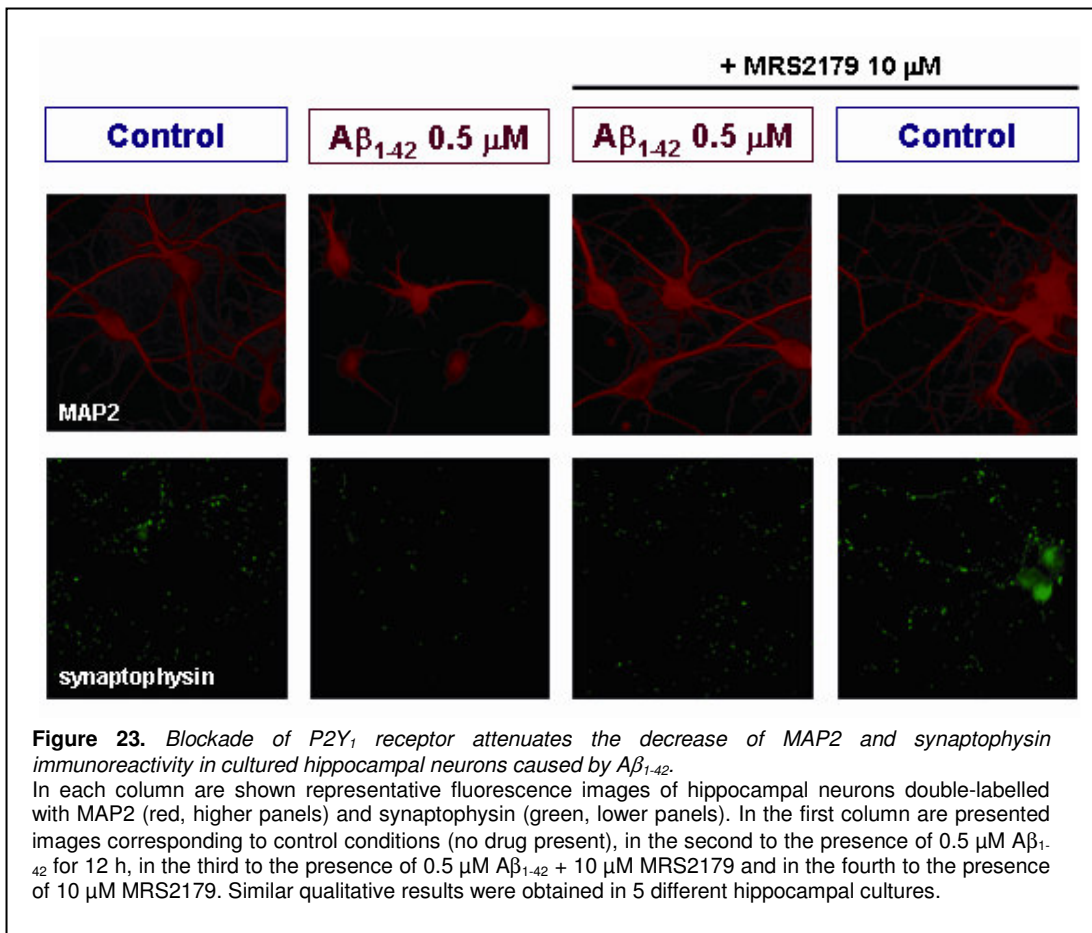 + MRS2179 10 μM
Control
Aβ1-42 0.5 μM
Aβ1-42 0.5 μM
Control
MAP2
synaptophysin
Figure 23. Blockade of P2Y1 receptor attenuates the decrease of MAP2 and synaptophysin
immunoreactivity in cultured hippocampal neurons caused by Aβ1-42.
In each column are shown representative fluorescence images of hippocampal neurons double-labelled
with MAP2 (red, higher panels) and synaptophysin (green, lower panels). In the first column are presented
images corresponding to control conditions (no drug present), in the second to the presence of 0.5 μM Aβ1-
42 for 12 h, in the third to the presence of 0.5 μM Aβ1-42 + 10 μM MRS2179 and in the fourth to the presence
of 10 μM MRS2179. Similar qualitative results were obtained in 5 different hippocampal cultures.